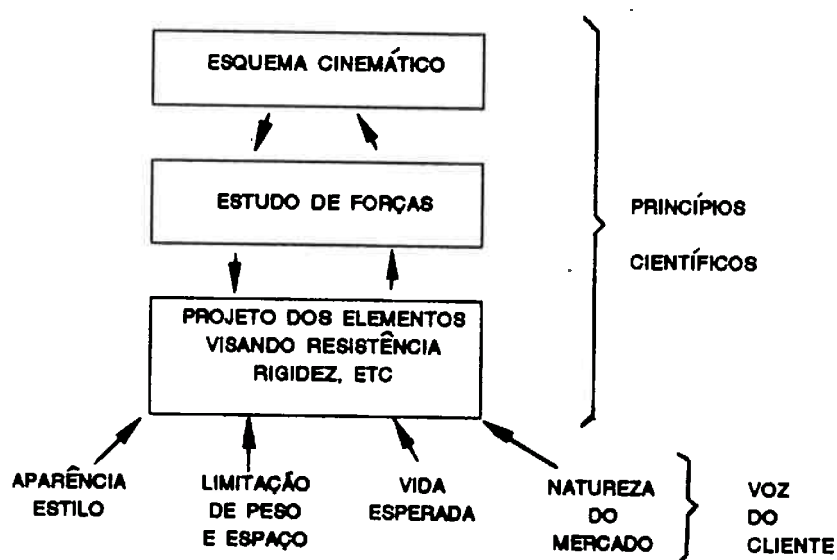 ESQUEMA CINEMÁTICO
ESTUDO DE FORÇAS
PROJETO DOS ELEMENTOS
VISANDO RESISTÊNCIA
RIGIDEZ, ETC
PRINCÍPIOS
CIENTÍFICOS
APARÊNCIA
ESTILO
LIMITAÇÃO
DE PESO
E ESPAÇO
VIDA
ESPERADA
NATUREZA
DO
MERCADO
VOZ
DO
CLIENTE